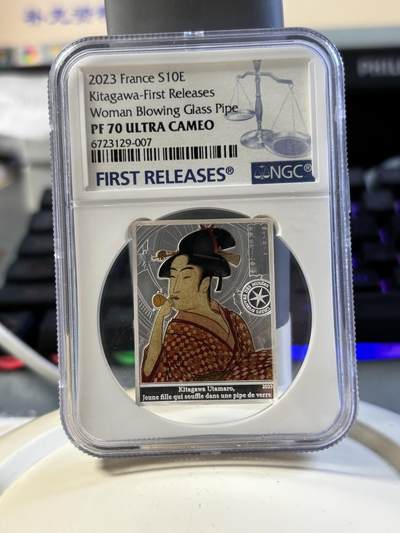 2023 France S10E
Kitagawa-First Releases
Woman Blowing Glass Pipe
PF 70 ULTRA CAMEO
6723129-007
FIRST RELEASES®
NGC®
Kitagawa Utamaro, 2023
Jeune fille qui souffle dans une pipe de verre
PHILIP